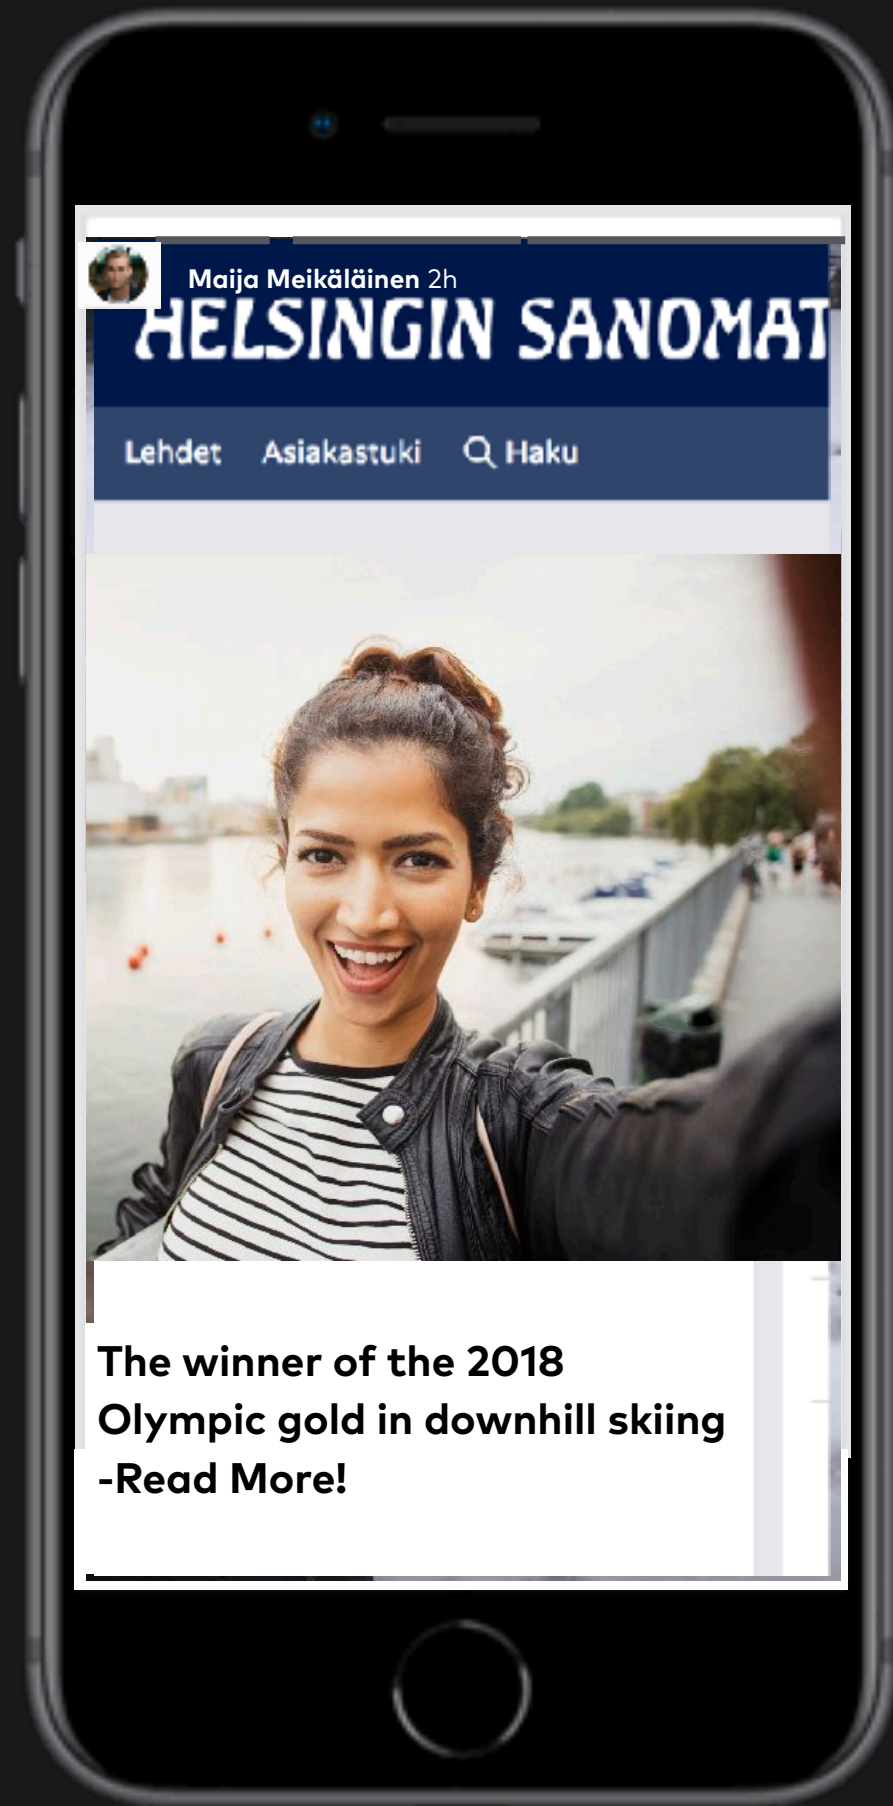 Maija Meikäläinen 2h
HELSINGIN SANOMAT
Lehdet Asiakastuki Haku
The winner of the 2018
Olympic gold in downhill skiing
-Read More!